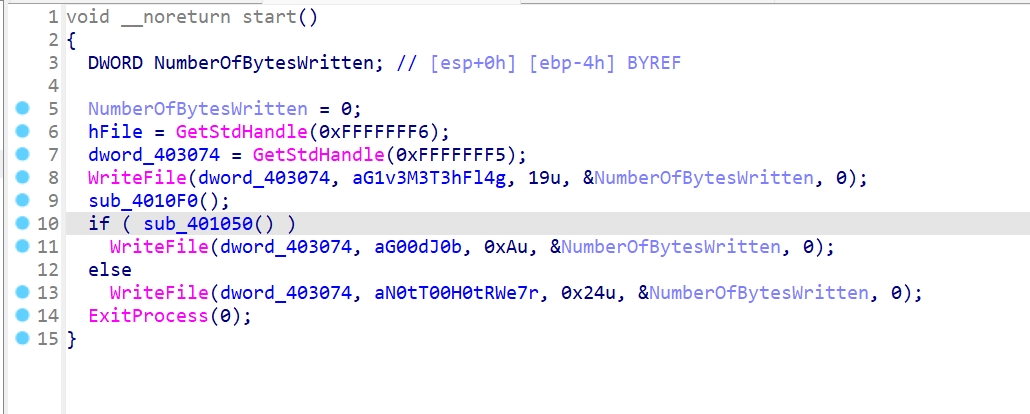 1 void __noreturn start()
2 {
3 DWORD NumberOfBytesWritten; // [esp+0h] [ebp-4h] BYREF
4
5 NumberOfBytesWritten = 0;
6 hFile = GetStdHandle(0xFFFFFFF6);
7 dword_403074 = GetStdHandle(0xFFFFFFF5);
8 WriteFile(dword_403074, aG1v3M3T3hFl4g, 19u, &NumberOfBytesWritten, 0);
9 sub_4010F0();
10 if ( sub_401050() )
11 WriteFile(dword_403074, aG00dJ0b, 0xAu, &NumberOfBytesWritten, 0);
12 else
13 WriteFile(dword_403074, aN0tT00H0tRWe7r, 0x24u, &NumberOfBytesWritten, 0);
14 ExitProcess(0);
15 }